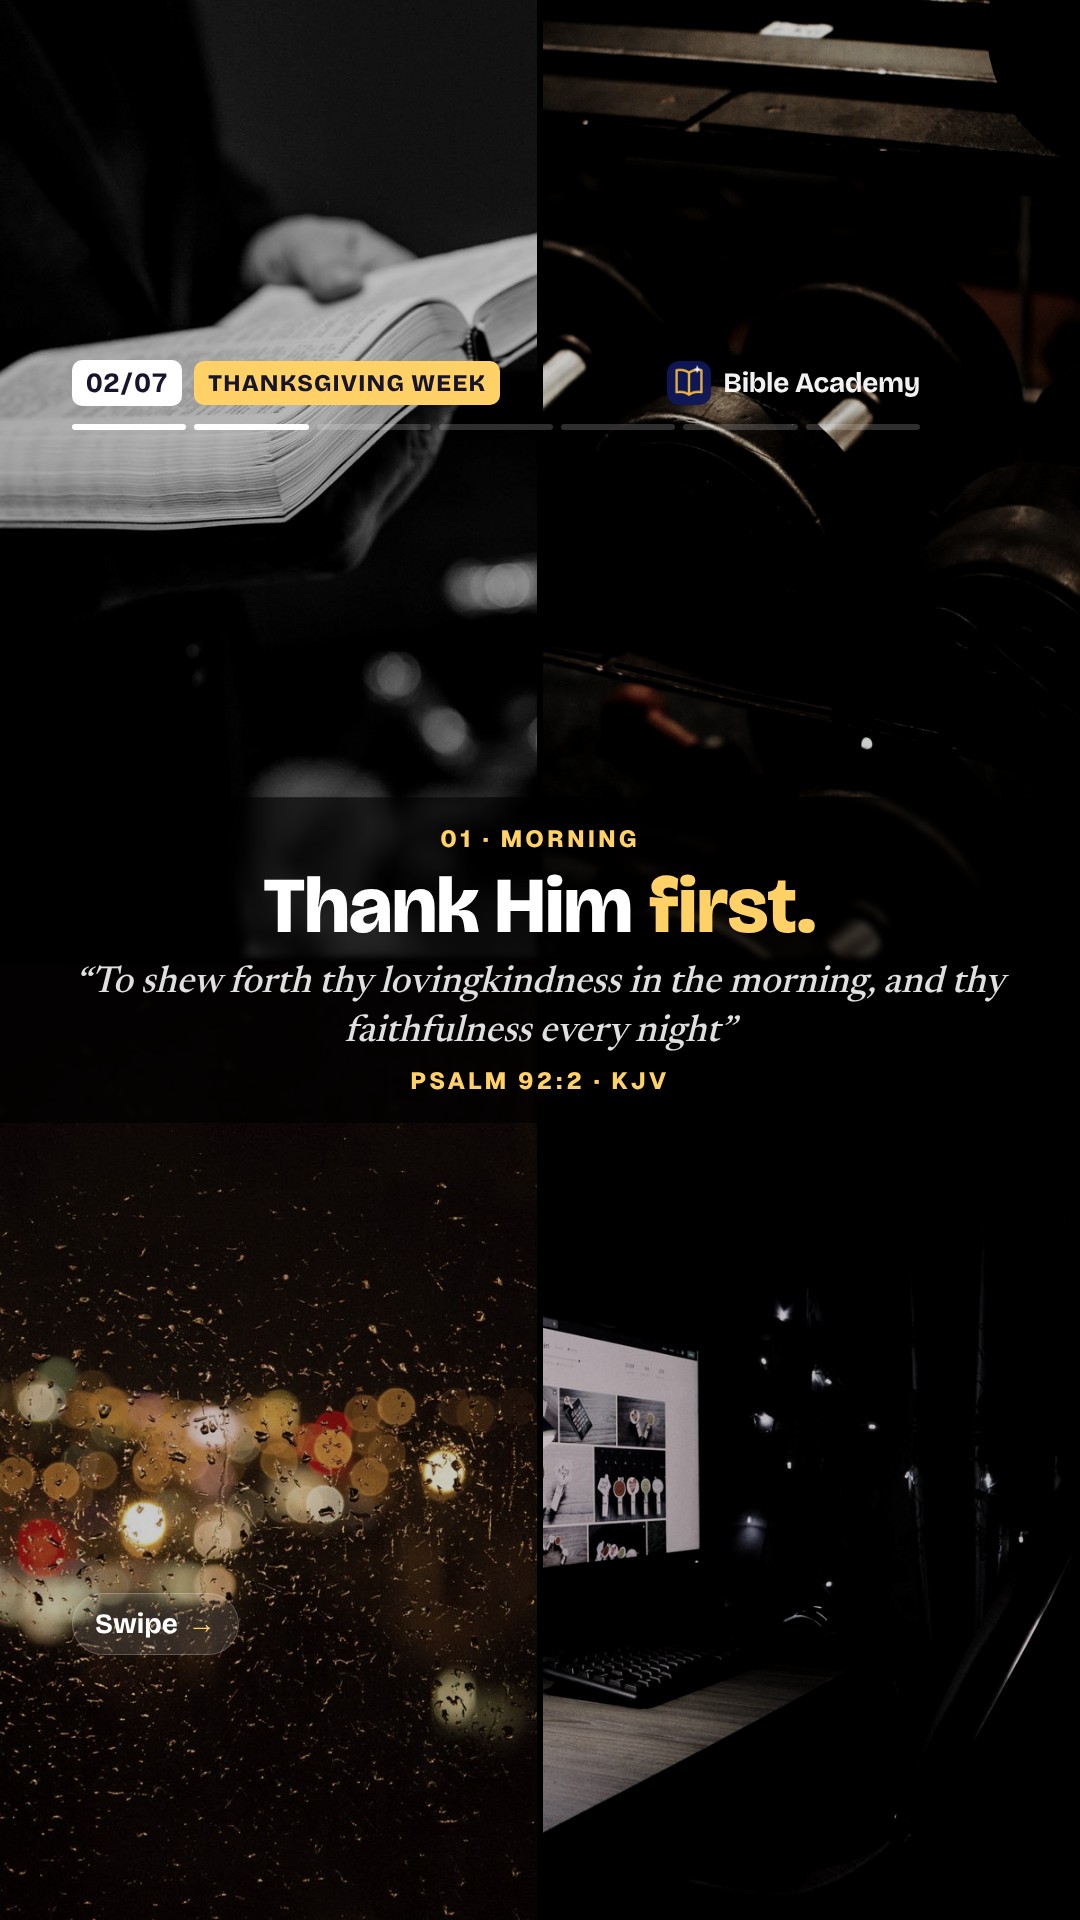 02/07 THANKSGIVING WEEK Bible Academy
01 · MORNING
Thank Him first.
“To shew forth thy lovingkindness in the morning, and thy
faithfulness every night”
PSALM 92:2 · KJV
Swipe →